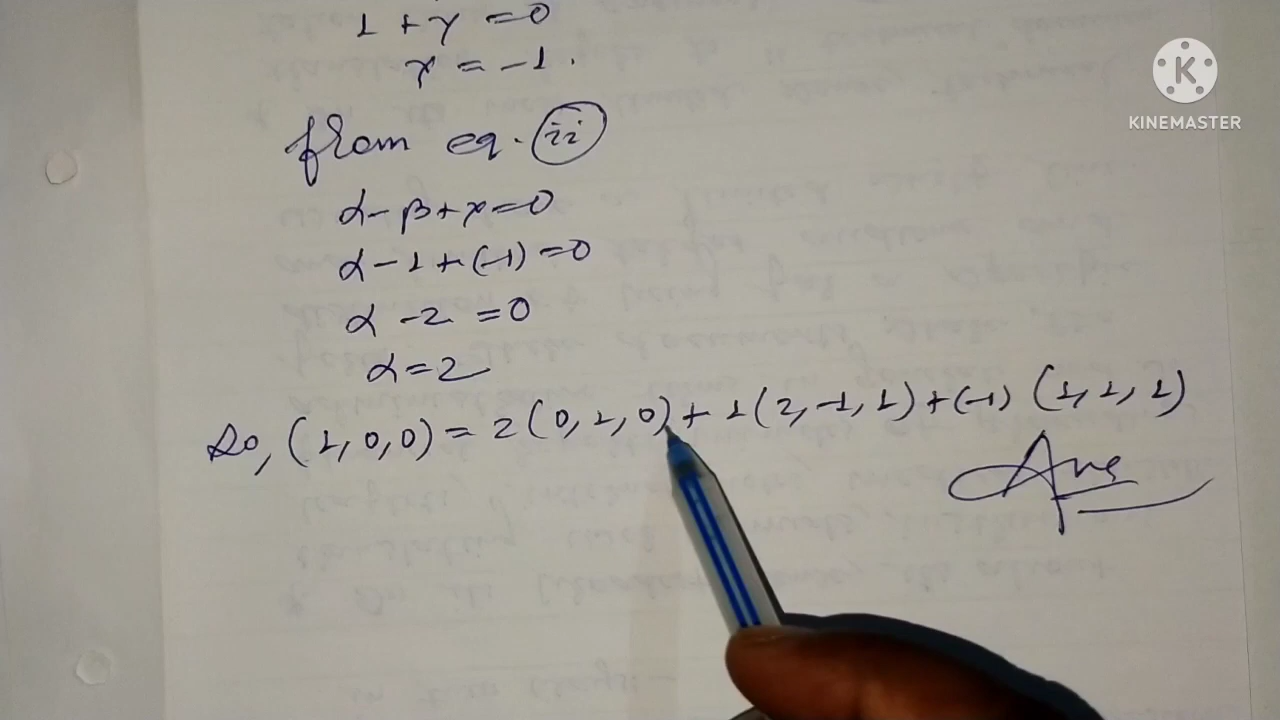 1 + γ = 0
γ = -1.
from eq. (ii)
α - β + γ = 0
α - 1 + (-1) = 0
α - 2 = 0
α = 2
So, (1, 0, 0) = 2 (0, 1, 0) + 1 (2, -1, 1) + (-1) (1, 1, 1)
Ans
KINEMASTER